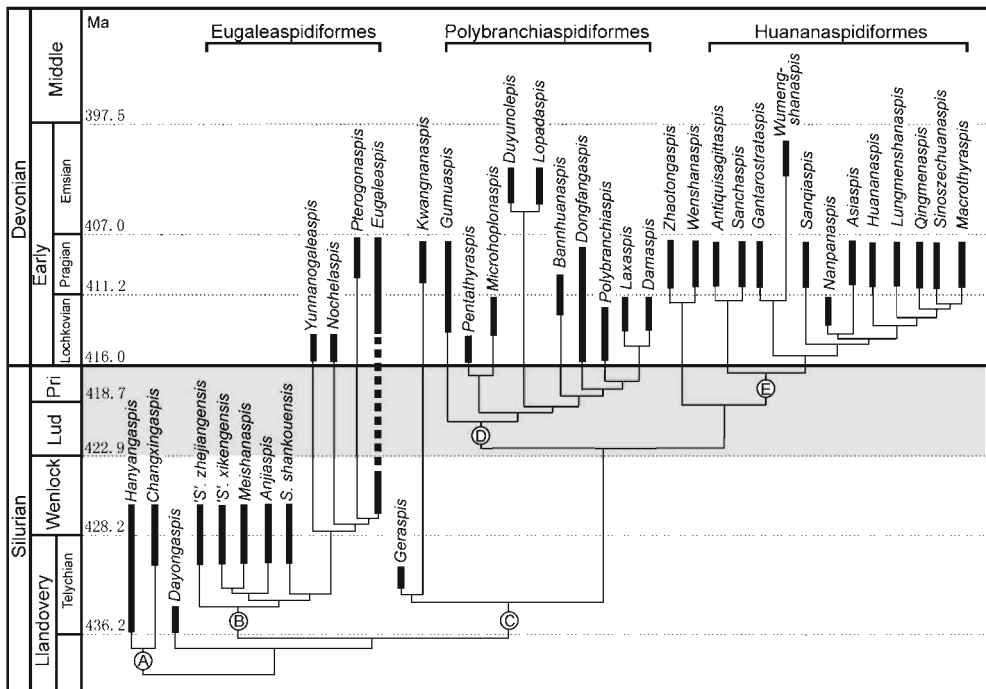 Ma
Eugaleaspidiformes
Polybranchiaspidiformes
Huananaspidiformes
Devonian
Silurian
Middle
Early
Emsian
Pragian
Lochkovian
Pri
Lud
Wenlock
Llandovery
Telychian
397.5
407.0
411.2
416.0
418.7
422.9
428.2
436.2
Hanyangaspis
Changxingaspis
Dayongaspis
'S'. zhejiangensis
'S'. xikengensis
Meishanaspis
Anjiaspis
S. shankouensis
Yunnanogaleaspis
Nochelaspis
Pterogonaspis
Eugaleaspis
Geraspis
Kwangnanaspis
Gumuaspis
Pentathyraspis
Microhoplonaspis
Duyunolepis
Lopadaspis
Bannhuanaspis
Dongfangaspis
Polybranchiaspis
Laxaspis
Damaspis
Zhaotongaspis
Wenshanaspis
Antiquisagittaspis
Sanchaspis
Gantarostrataspis
Wumeng-
shanaspis
Sanqiaspis
Nanpanaspis
Asiaspis
Huananaspis
Lungmenshanaspis
Qingmenaspis
Sinoszechuanaspis
Macrothyraspis
A
B
C
D
E